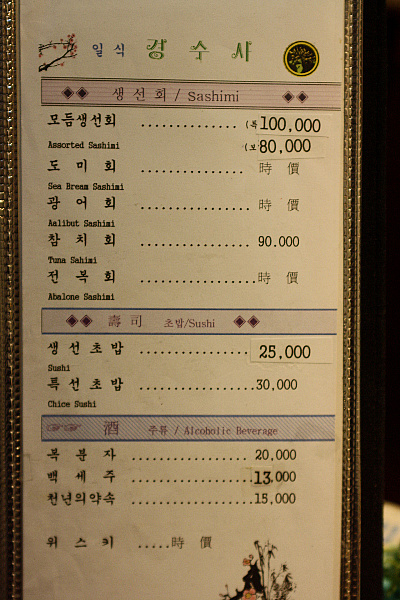 일식 강수사
생선회 / Sashimi
모듬생선회 .............. (특 100,000
Assorted Sashimi (보 80,000
도 미 회 ................ 時 價
Sea Bream Sashimi
광 어 회 ................ 時 價
Aalibut Sashimi
참 치 회 ................ 90.000
Tuna Sahimi
전 복 회 ................ 時 價
Abalone Sashimi
壽 司 초밥/Sushi
생 선 초 밥 ............... 25,000
Sushi
특 선 초 밥 ................30,000
Chice Sushi
酒 주류 / Alcoholic Beverage
복 분 자 ................. 20,000
백 세 주 ................. 13,000
천년의약속 ................. 15,000
위 스 키 .....時 價